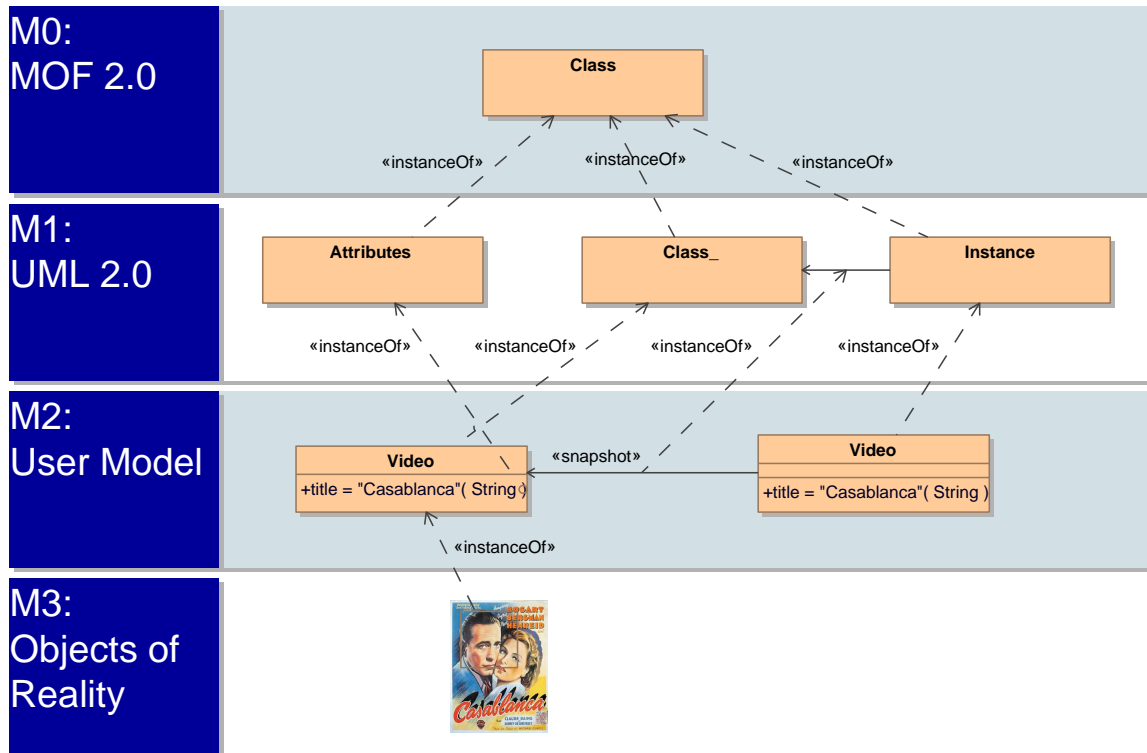 M0:
MOF 2.0
Class
«instanceOf»
«instanceOf»
«instanceOf»
M1:
UML 2.0
Attributes
Class_
Instance
«instanceOf»
«instanceOf»
«instanceOf»
«instanceOf»
M2:
User Model
Video
+title = "Casablanca"( String )
«snapshot»
Video
+title = "Casablanca"( String )
«instanceOf»
M3:
Objects of
Reality
BOGART
BERGMAN
HENREID
Casablanca